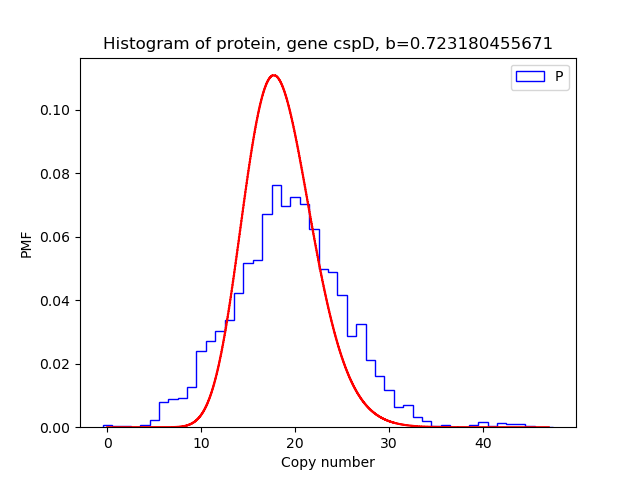 Histogram of protein, gene cspD, b=0.723180455671
P
0.10
0.08
0.06
0.04
0.02
0.00
PMF
0 10 20 30 40
Copy number